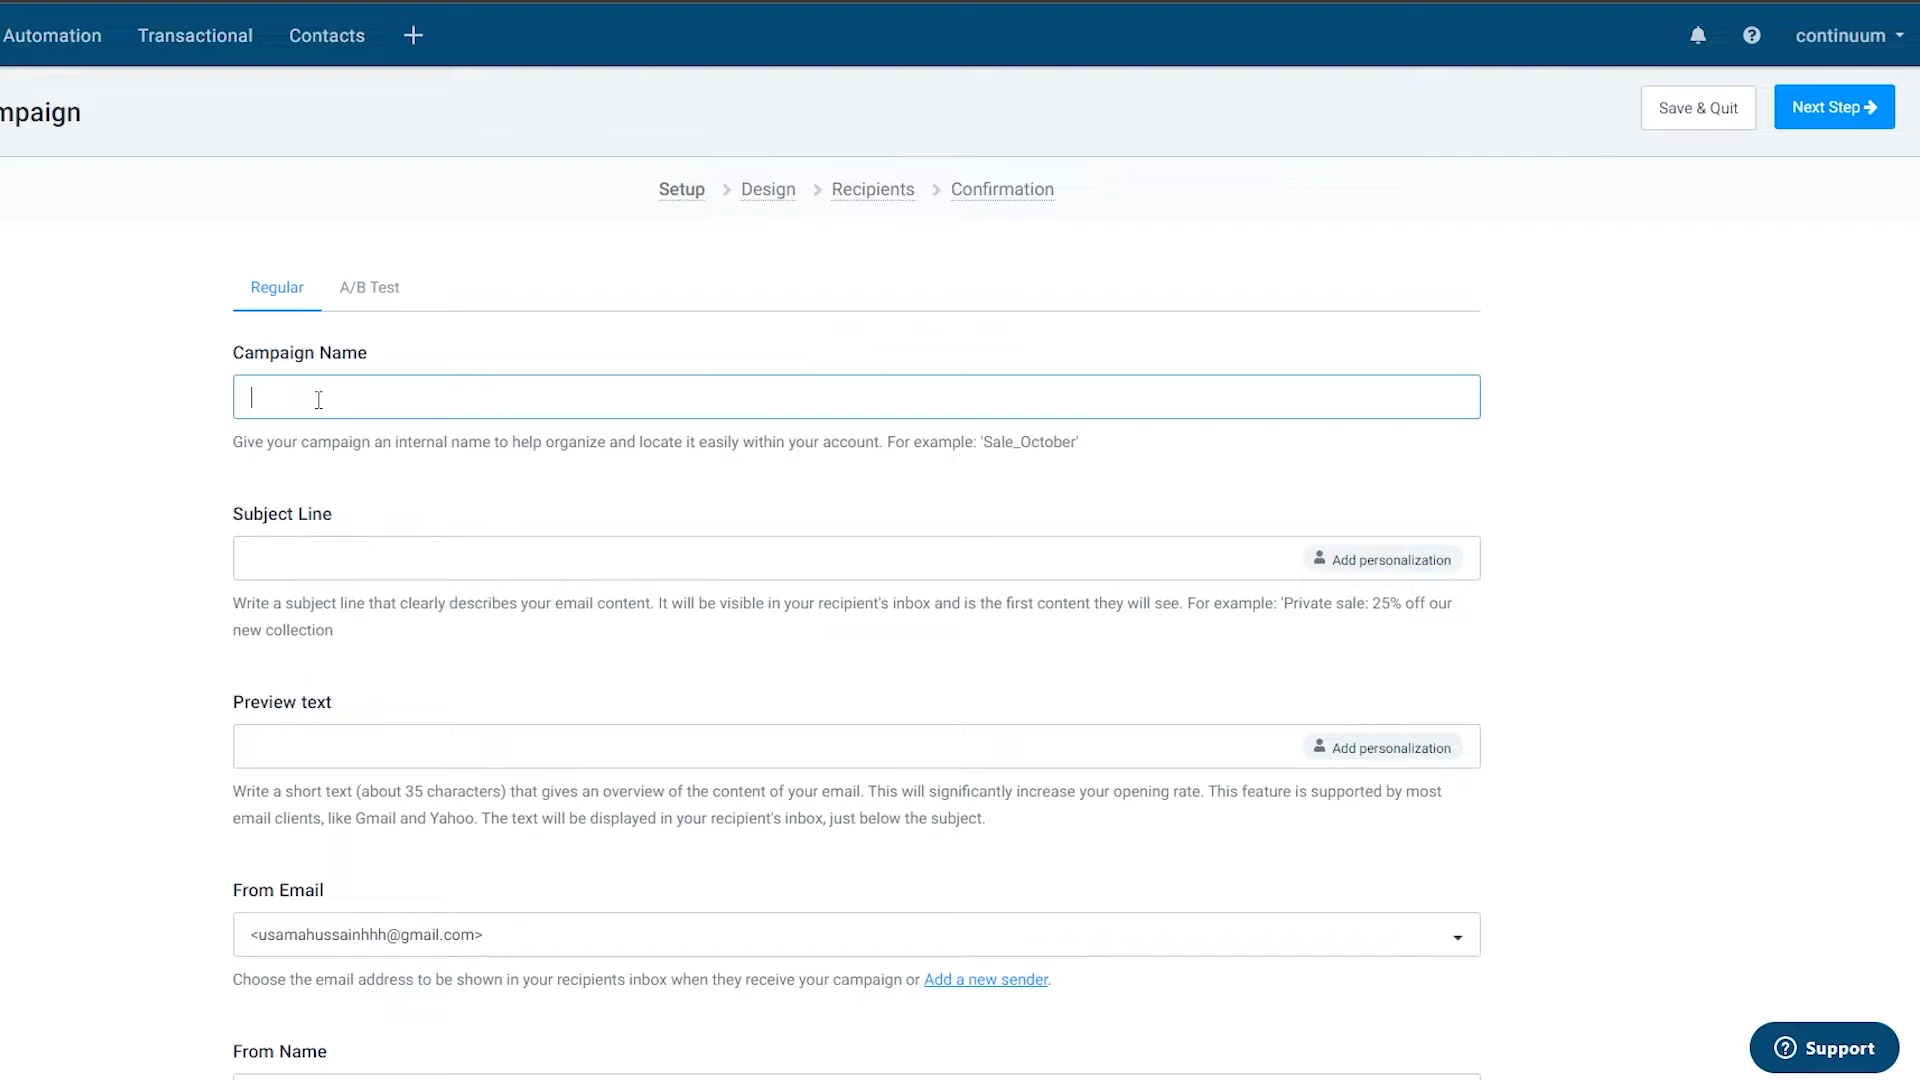 Automation Transactional Contacts + continuum
mpaign Save & Quit Next Step
Setup Design Recipients Confirmation
Regular A/B Test
Campaign Name
Give your campaign an internal name to help organize and locate it easily within your account. For example: 'Sale_October'
Subject Line
Add personalization
Write a subject line that clearly describes your email content. It will be visible in your recipient's inbox and is the first content they will see. For example: 'Private sale: 25% off our
new collection
Preview text
Add personalization
Write a short text (about 35 characters) that gives an overview of the content of your email. This will significantly increase your opening rate. This feature is supported by most
email clients, like Gmail and Yahoo. The text will be displayed in your recipient's inbox, just below the subject.
From Email
<usamahussainhhh@gmail.com>
Choose the email address to be shown in your recipients inbox when they receive your campaign or Add a new sender.
From Name
Support